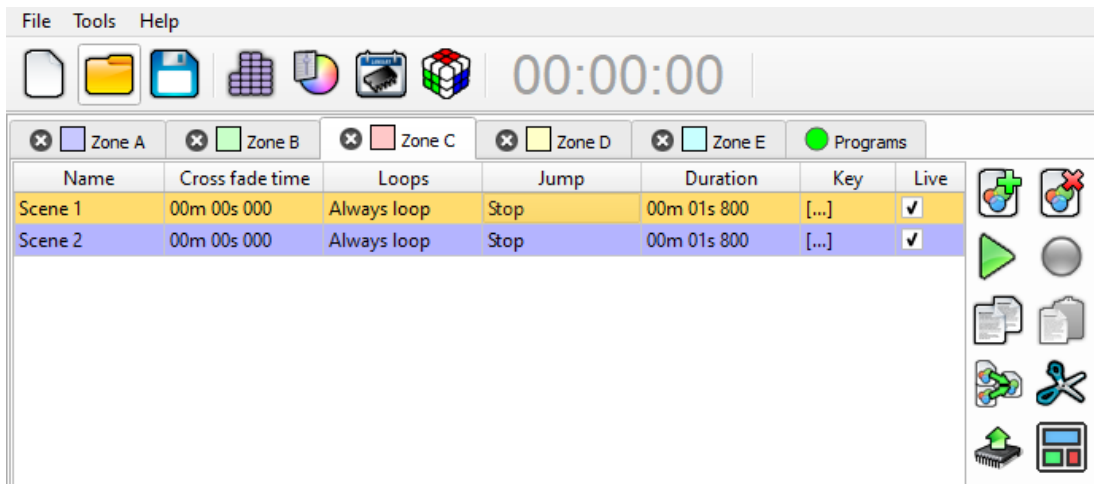 File Tools Help
00:00:00
Zone A Zone B Zone C Zone D Zone E Programs
Name Cross fade time Loops Jump Duration Key Live
Scene 1 00m 00s 000 Always loop Stop 00m 01s 800 [...]
Scene 2 00m 00s 000 Always loop Stop 00m 01s 800 [...]